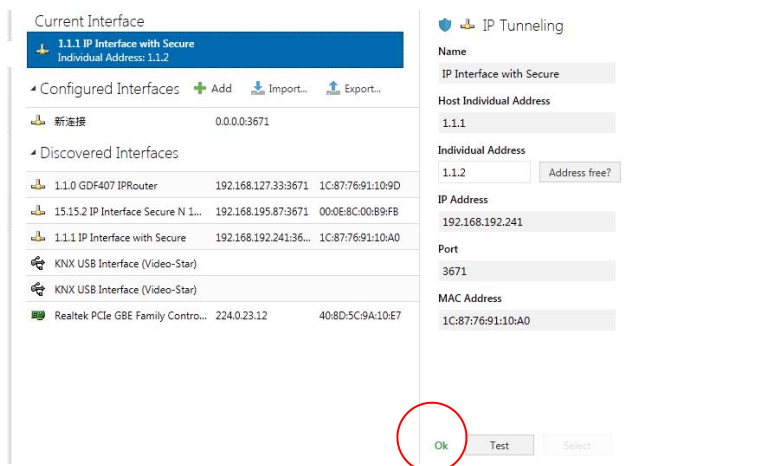 Current Interface
1.1.1 IP Interface with Secure
Individual Address: 1.1.2
Configured Interfaces Add Import... Export...
新连接 0.0.0.0:3671
Discovered Interfaces
1.1.0 GDF407 IPRouter 192.168.127.33:3671 1C:87:76:91:10:9D
15.15.2 IP Interface Secure N 1... 192.168.195.87:3671 00:0E:8C:00:B9:FB
1.1.1 IP Interface with Secure 192.168.192.241:36... 1C:87:76:91:10:A0
KNX USB Interface (Video-Star)
KNX USB Interface (Video-Star)
Realtek PCIe GBE Family Contro... 224.0.23.12 40:8D:5C:9A:10:E7
IP Tunneling
Name
IP Interface with Secure
Host Individual Address
1.1.1
Individual Address
1.1.2 Address free?
IP Address
192.168.192.241
Port
3671
MAC Address
1C:87:76:91:10:A0
Ok Test Select